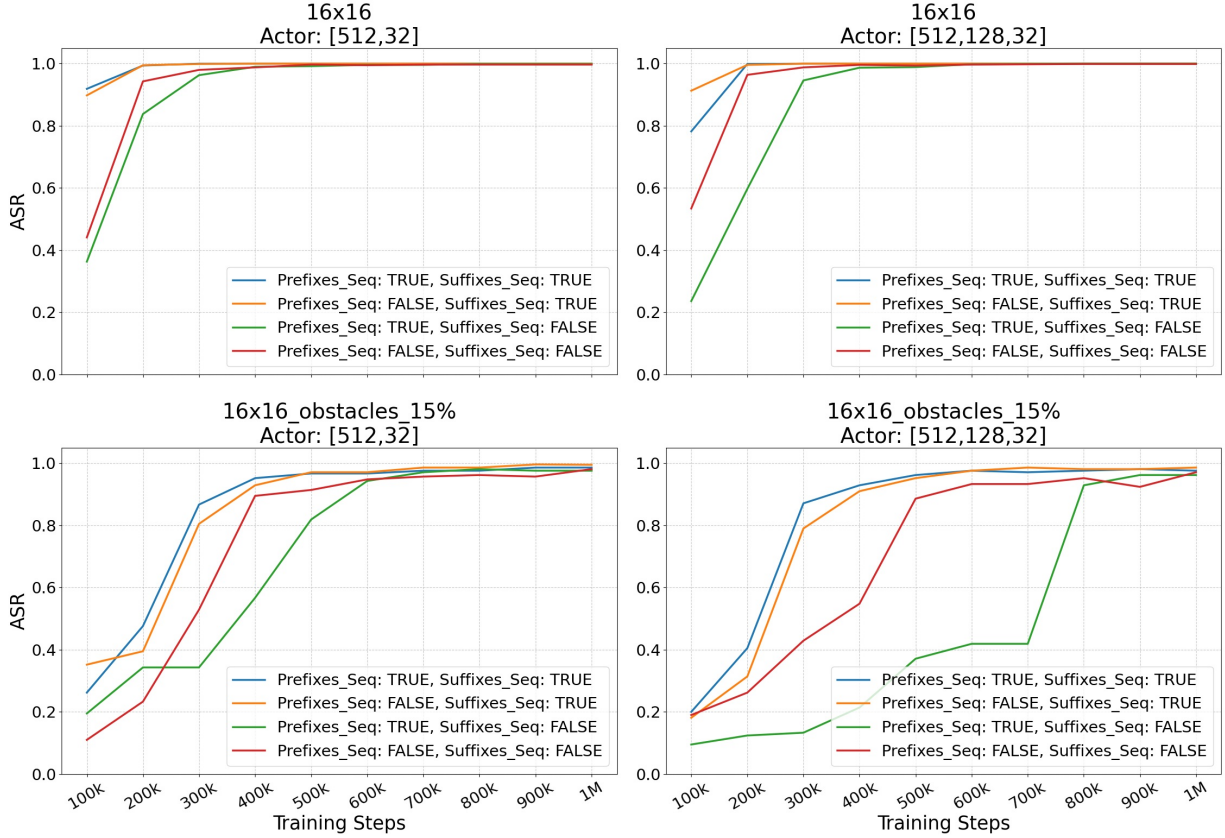 16x16
Actor: [512,32]
ASR
1.0
0.8
0.6
0.4
0.2
0.0
Prefixes_Seq: TRUE, Suffixes_Seq: TRUE
Prefixes_Seq: FALSE, Suffixes_Seq: TRUE
Prefixes_Seq: TRUE, Suffixes_Seq: FALSE
Prefixes_Seq: FALSE, Suffixes_Seq: FALSE
16x16
Actor: [512,128,32]
1.0
0.8
0.6
0.4
0.2
0.0
Prefixes_Seq: TRUE, Suffixes_Seq: TRUE
Prefixes_Seq: FALSE, Suffixes_Seq: TRUE
Prefixes_Seq: TRUE, Suffixes_Seq: FALSE
Prefixes_Seq: FALSE, Suffixes_Seq: FALSE
16x16_obstacles_15%
Actor: [512,32]
ASR
1.0
0.8
0.6
0.4
0.2
0.0
Prefixes_Seq: TRUE, Suffixes_Seq: TRUE
Prefixes_Seq: FALSE, Suffixes_Seq: TRUE
Prefixes_Seq: TRUE, Suffixes_Seq: FALSE
Prefixes_Seq: FALSE, Suffixes_Seq: FALSE
100k 200k 300k 400k 500k 600k 700k 800k 900k 1M
Training Steps
16x16_obstacles_15%
Actor: [512,128,32]
1.0
0.8
0.6
0.4
0.2
0.0
Prefixes_Seq: TRUE, Suffixes_Seq: TRUE
Prefixes_Seq: FALSE, Suffixes_Seq: TRUE
Prefixes_Seq: TRUE, Suffixes_Seq: FALSE
Prefixes_Seq: FALSE, Suffixes_Seq: FALSE
100k 200k 300k 400k 500k 600k 700k 800k 900k 1M
Training Steps